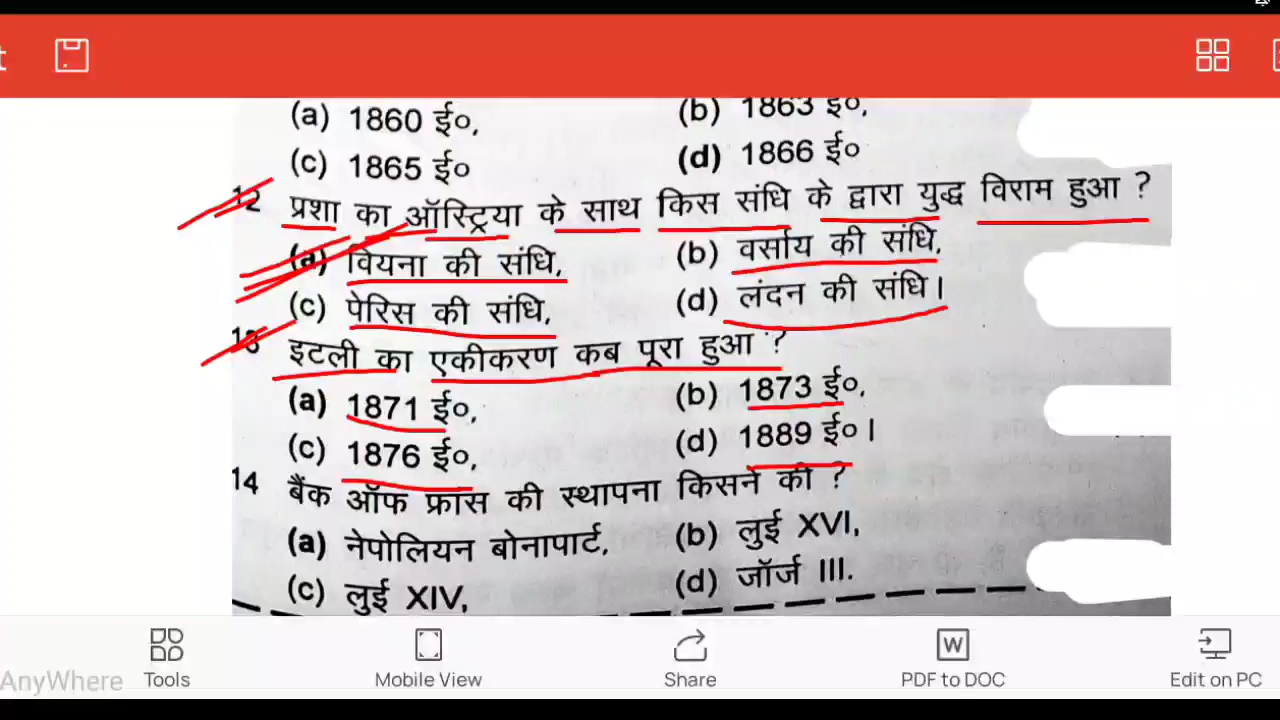 t
(a) 1860 ई०, (b) 1863 ई०,
(c) 1865 ई० (d) 1866 ई०
12 प्रशा का ऑस्ट्रिया के साथ किस संधि के द्वारा युद्ध विराम हुआ ?
(a) वियना की संधि, (b) वर्साय की संधि,
(c) पेरिस की संधि, (d) लंदन की संधि।
13 इटली का एकीकरण कब पूरा हुआ ?
(a) 1871 ई०, (b) 1873 ई०,
(c) 1876 ई०, (d) 1889 ई०।
14 बैंक ऑफ फ्रांस की स्थापना किसने की ?
(a) नेपोलियन बोनापार्ट, (b) लुई XVI,
(c) लुई XIV, (d) जॉर्ज III.
AnyWhere Tools Mobile View Share PDF to DOC Edit on PC